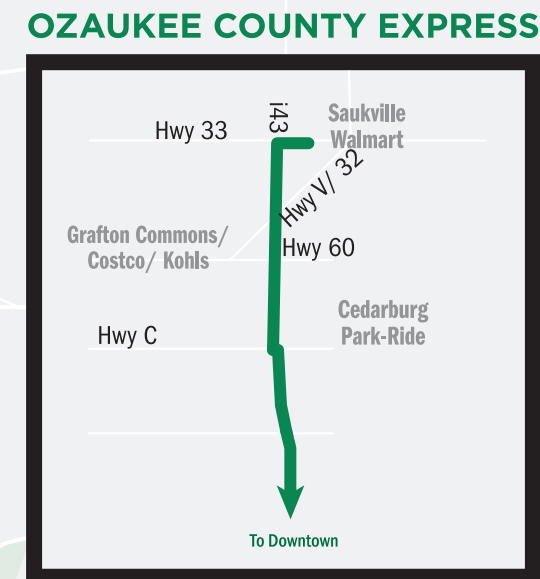 OZAUKEE COUNTY EXPRESS
i43
Saukville
Walmart
Hwy 33
Hwy V/ 32
Grafton Commons/
Costco/ Kohls
Hwy 60
Cedarburg
Park-Ride
Hwy C
To Downtown